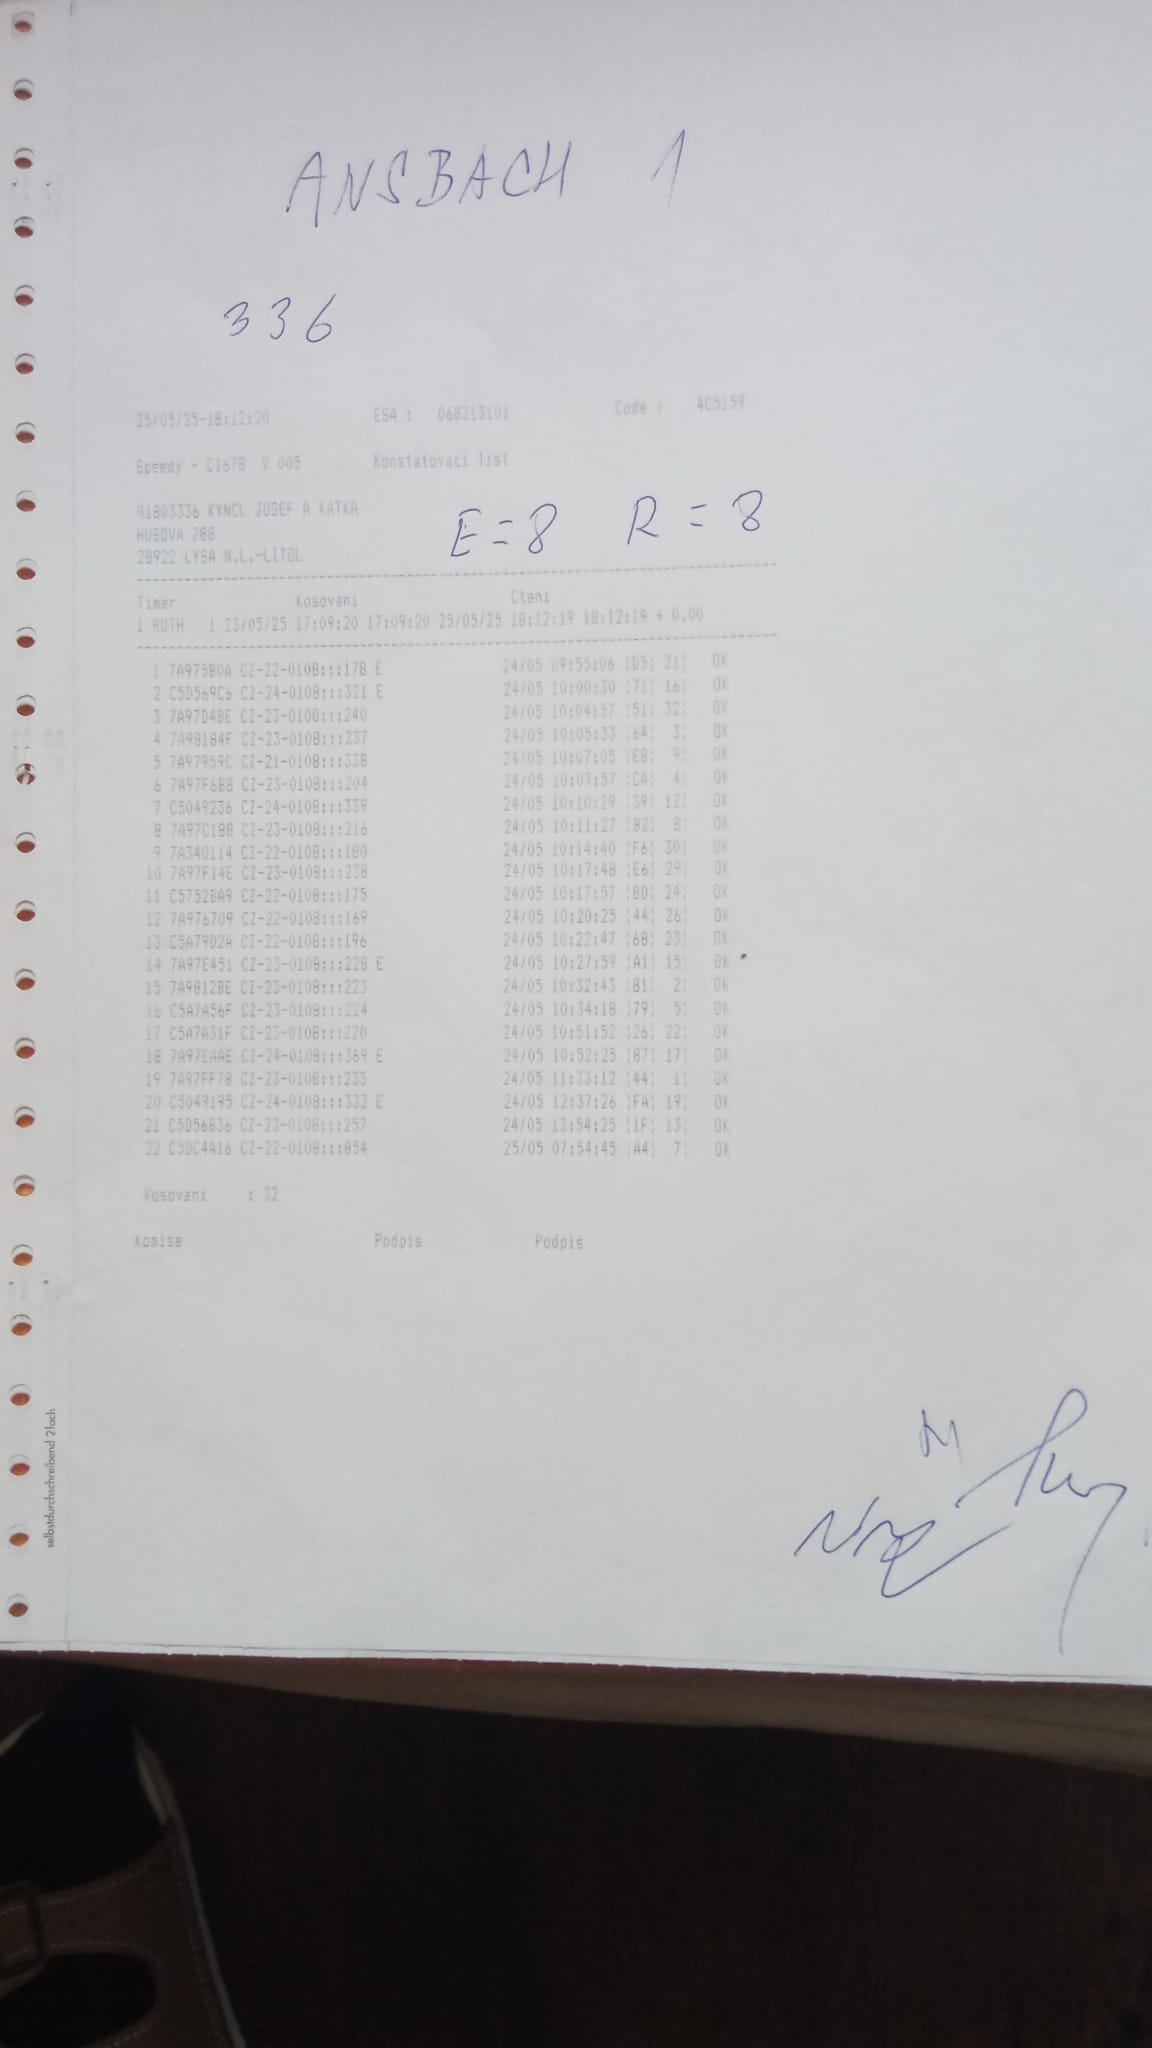 ANSBACH 1
336
25/05/25-18:12:20 ESA : 068213101 Code : 4C5159
Speedy - C1678 V 005 Konstatovaci list
01803336 KYNCL JOSEF A KATKA
HUSOVA 288
28922 LYSA N.L.-LITOL
E=8 R=8
Timer Kosovani Cteni
1 ROTH 1 23/05/25 17:09:20 17:09:20 25/05/25 18:12:19 18:12:19 + 0.00
1 7A975B0A CZ-22-0108:::178 E 24/05 09:55:06 |D5| 21| OK
2 C5D569C6 CZ-24-0108:::321 E 24/05 10:00:30 |71| 16| OK
3 7A97D48E CZ-23-0108:::240 24/05 10:04:57 |51| 32| OK
4 7A98184F CZ-23-0108:::237 24/05 10:05:33 |64| 3| OK
5 7A97959C CZ-21-0108:::338 24/05 10:07:05 |E8| 9| OK
6 7A97F6B8 CZ-23-0108:::204 24/05 10:07:57 |CA| 4| OK
7 C5049236 CZ-24-0108:::339 24/05 10:10:29 |39| 12| OK
8 7A97C188 CZ-23-0108:::216 24/05 10:11:27 |82| 8| OK
9 7A340114 CZ-22-0108:::180 24/05 10:14:40 |F6| 30| OK
10 7A97F14E CZ-23-0108:::238 24/05 10:17:48 |E6| 29| OK
11 C5752BA9 CZ-22-0108:::175 24/05 10:17:57 |BD| 24| OK
12 7A976709 CZ-22-0108:::169 24/05 10:20:25 |44| 26| OK
13 C5A79D2A CZ-22-0108:::196 24/05 10:22:47 |68| 23| OK
14 7A97E451 CZ-23-0108:::228 E 24/05 10:27:59 |A1| 15| OK
15 7A9812BE CZ-23-0108:::223 24/05 10:32:43 |81| 2| OK
16 C5A7A56F CZ-23-0108:::224 24/05 10:34:18 |79| 5| OK
17 C5A7A31F CZ-23-0108:::220 24/05 10:51:52 |26| 22| OK
18 7A97EAAE CZ-24-0108:::369 E 24/05 10:52:25 |87| 17| OK
19 7A97FF78 CZ-23-0108:::233 24/05 11:33:12 |44| 1| OK
20 C5049195 CZ-24-0108:::332 E 24/05 12:37:26 |FA| 19| OK
21 C5D56B36 CZ-23-0108:::257 24/05 13:54:25 |1F| 13| OK
22 C5DC4A16 CZ-22-0108:::854 25/05 07:54:45 |A4| 7| OK
Kosovani : 32
Komise Podpis Podpis
selbstdurchschreibend 2fach